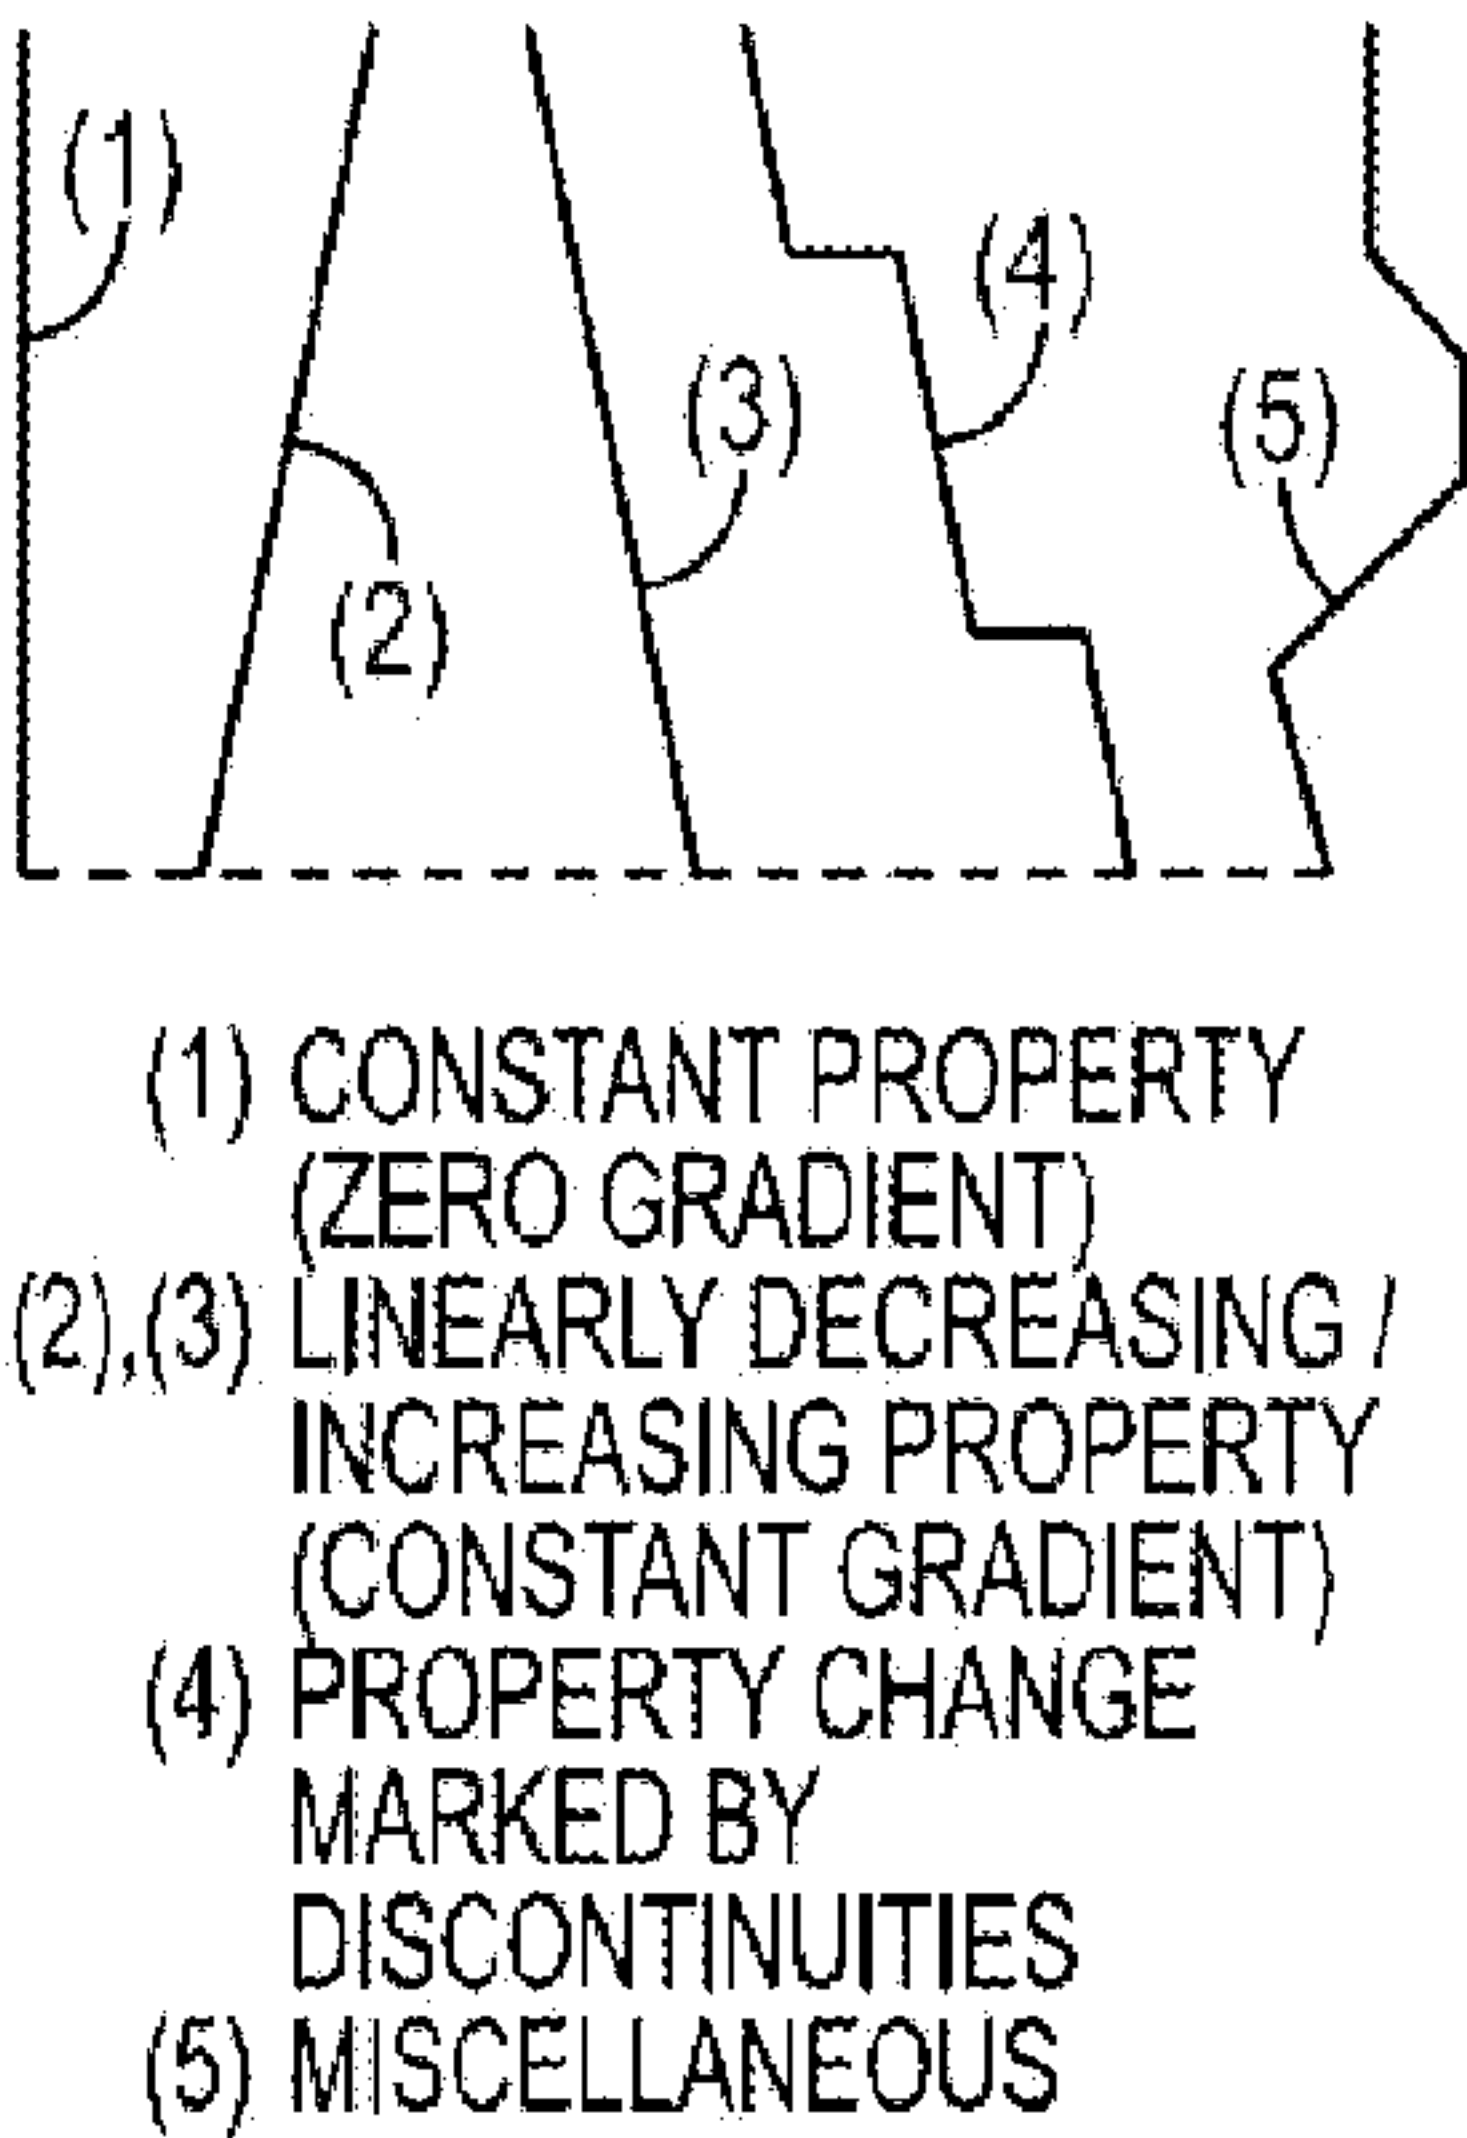 (1)
(4)
(3)
(5)
(2)
(1) CONSTANT PROPERTY
(ZERO GRADIENT)
(2),(3) LINEARLY DECREASING /
INCREASING PROPERTY
(CONSTANT GRADIENT)
(4) PROPERTY CHANGE
MARKED BY
DISCONTINUITIES
(5) MISCELLANEOUS